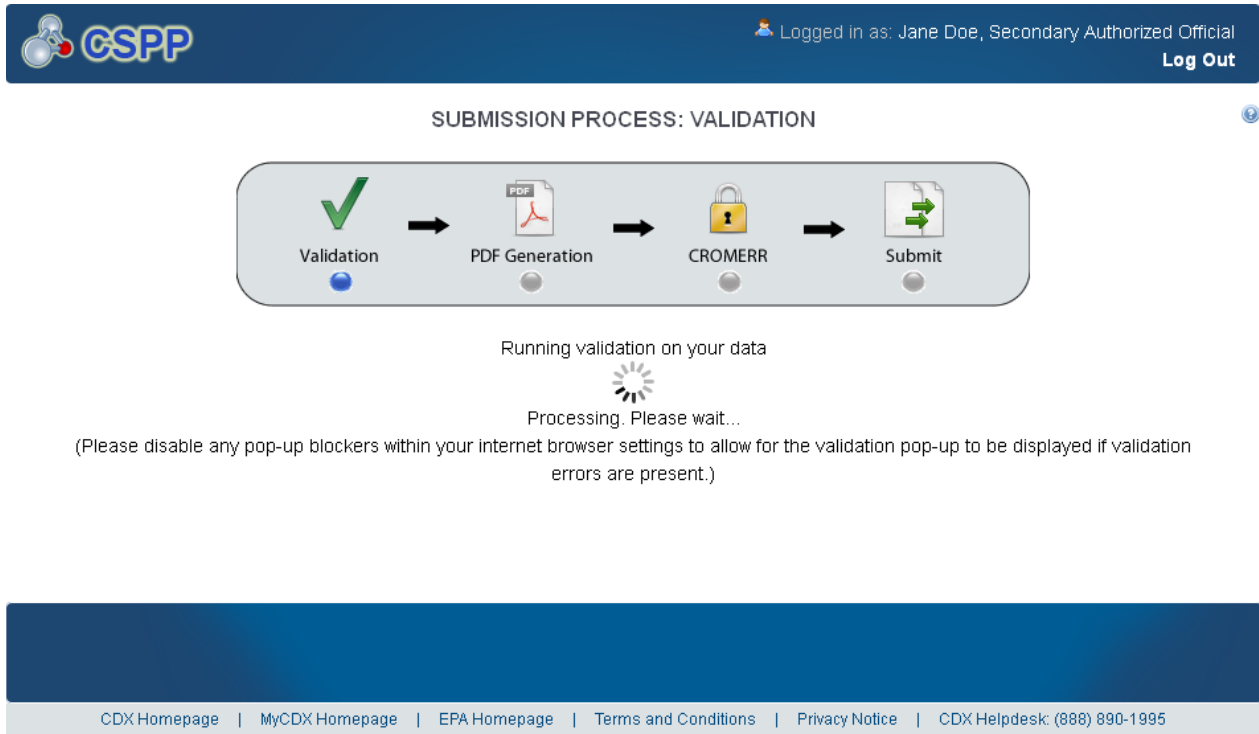 CSPP
Logged in as: Jane Doe, Secondary Authorized Official
Log Out
SUBMISSION PROCESS: VALIDATION
PDF
Validation
PDF Generation
CROMERR
Submit
Running validation on your data
Processing. Please wait...
(Please disable any pop-up blockers within your internet browser settings to allow for the validation pop-up to be displayed if validation
errors are present.)
CDX Homepage | MyCDX Homepage | EPA Homepage | Terms and Conditions | Privacy Notice | CDX Helpdesk: (888) 890-1995